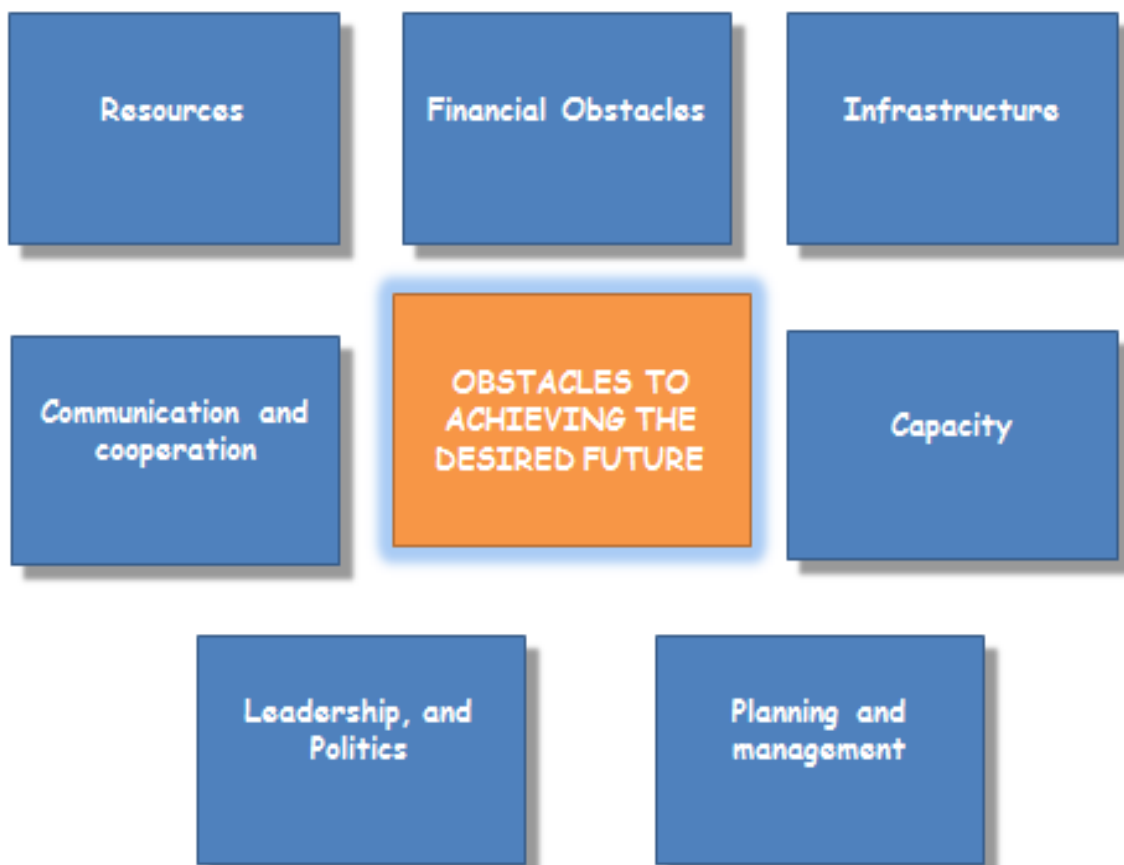 Resources
Financial Obstacles
Infrastructure
Communication and
cooperation
OBSTACLES TO
ACHIEVING THE
DESIRED FUTURE
Capacity
Leadership, and
Politics
Planning and
management